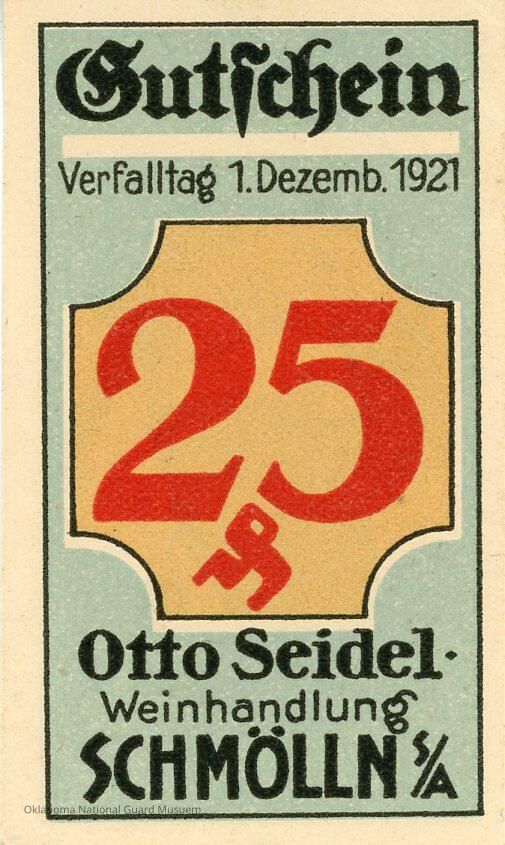 Gutschein
Verfalltag 1. Dezemb. 1921
25
Otto Seidel·
Weinhandlung
SCHMÖLLN S/A
Oklahoma National Guard Musuem